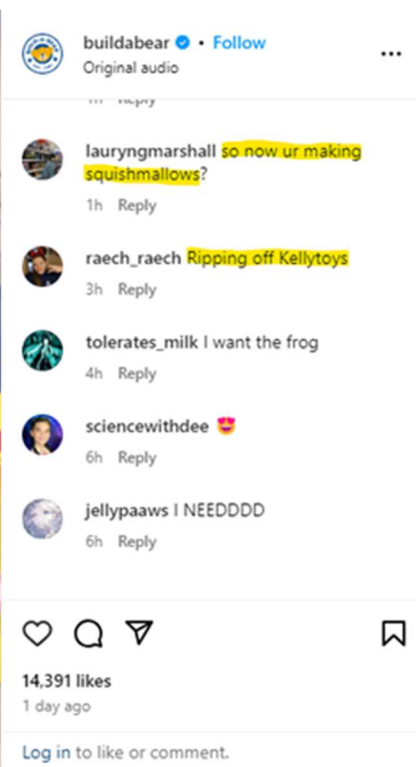 buildabear • Follow
Original audio
Reply
lauryngmarshall so now ur making
squishmallows?
1h Reply
raech_raech Ripping off Kellytoys
3h Reply
tolerates_milk I want the frog
4h Reply
sciencewithdee 😍
6h Reply
jellypaaws I NEEDDDD
6h Reply
14,391 likes
1 day ago
Log in to like or comment.